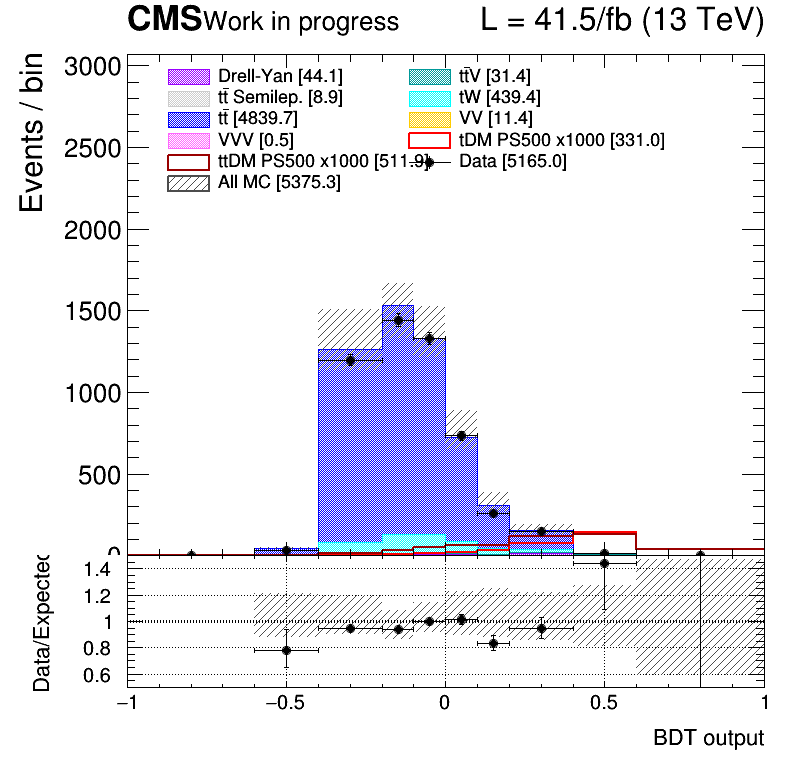 CMS Work in progress L = 41.5/fb (13 TeV)
Events / bin
3000
2500
2000
1500
1000
500
0
Drell-Yan [44.1] tt̄V [31.4]
tt̄ Semilep. [8.9] tW [439.4]
tt̄ [4839.7] VV [11.4]
VVV [0.5] tDM PS500 x1000 [331.0]
ttDM PS500 x1000 [511.9] Data [5165.0]
All MC [5375.3]
Data/Expected
1.4
1.2
1
0.8
0.6
−1 −0.5 0 0.5 1
BDT output